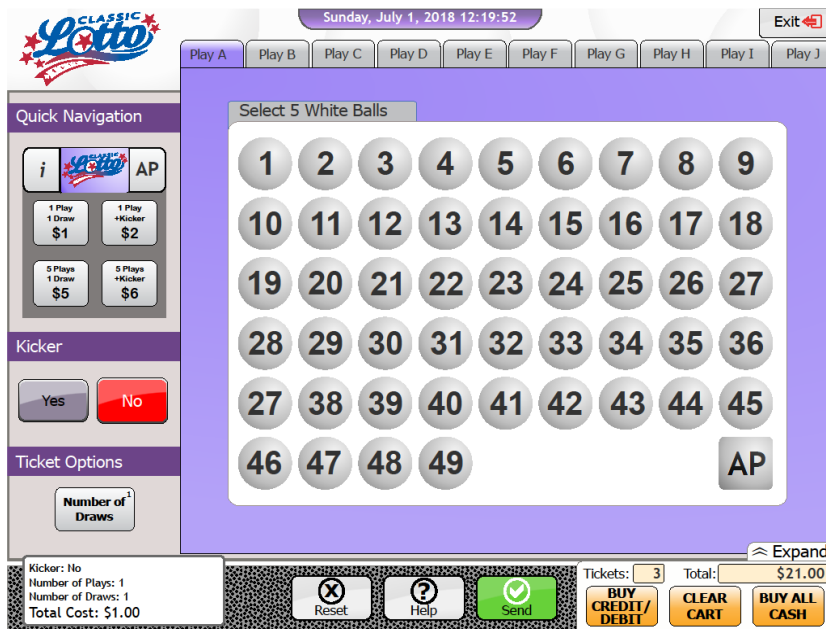 CLASSIC
Lotto
Sunday, July 1, 2018 12:19:52
Exit
Play A Play B Play C Play D Play E Play F Play G Play H Play I Play J
Quick Navigation
i CLASSIC Lotto AP
1 Play 1 Draw $1
1 Play +Kicker $2
5 Plays 1 Draw $5
5 Plays +Kicker $6
Kicker
Yes No
Ticket Options
Number of Draws 1
Select 5 White Balls
1 2 3 4 5 6 7 8 9
10 11 12 13 14 15 16 17 18
19 20 21 22 23 24 25 26 27
28 29 30 31 32 33 34 35 36
27 38 39 40 41 42 43 44 45
46 47 48 49 AP
Expand
Kicker: No
Number of Plays: 1
Number of Draws: 1
Total Cost: $1.00
Reset Help Send
Tickets: 3 Total: $21.00
BUY CREDIT/ DEBIT
CLEAR CART
BUY ALL CASH